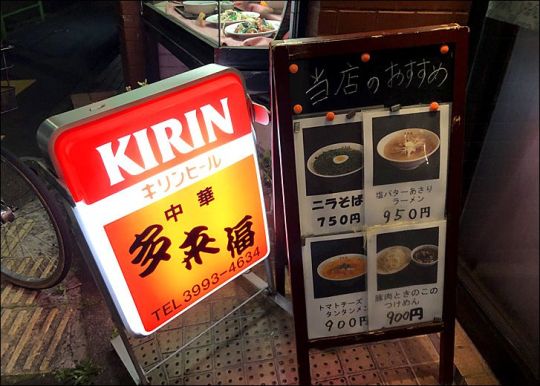 KIRIN
キリンビール
中華
多来福
TEL3993-4634
当店のおすすめ
ニラそば
750円
塩バターあさり
ラーメン
950円
トマトチーズ
タンタンメン
900円
豚肉ときのこの
つけめん
900円